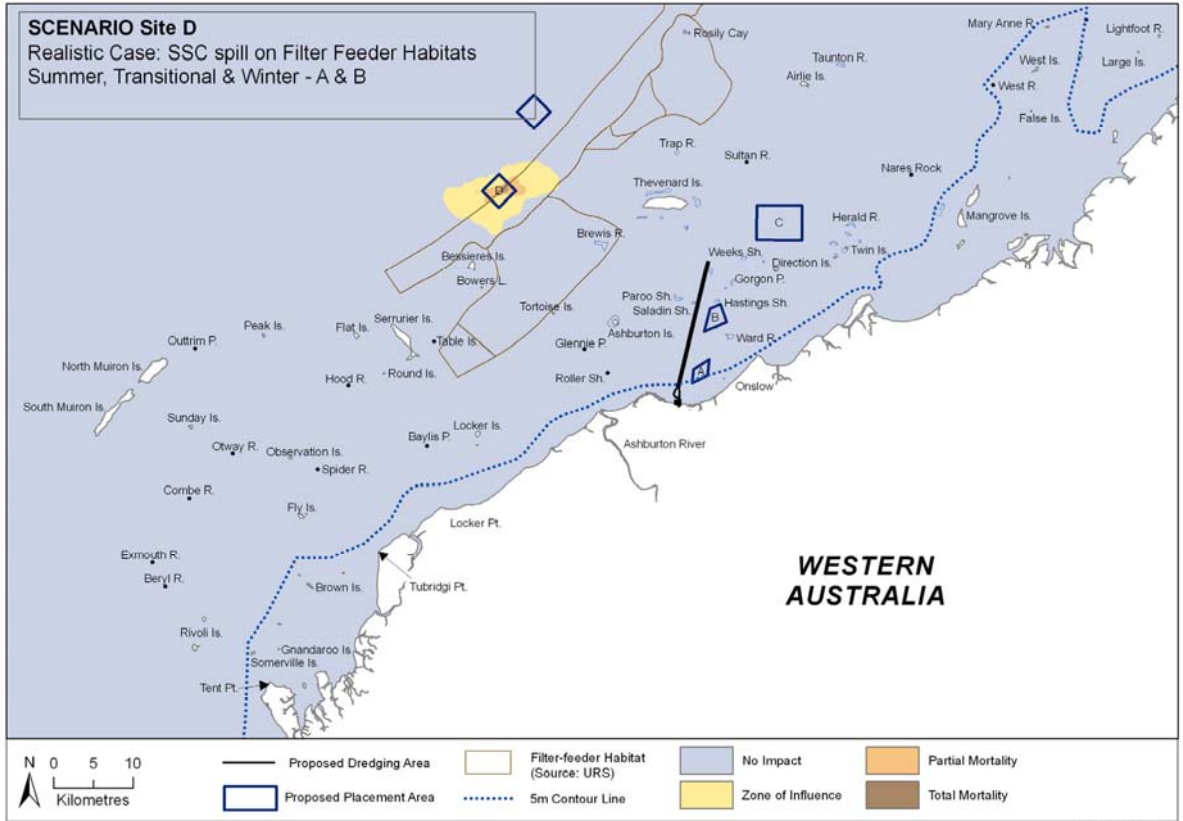 SCENARIO Site D
Realistic Case: SSC spill on Filter Feeder Habitats
Summer, Transitional & Winter - A & B
Mary Anne R.
Lightfoot R.
Rosily Cay
Taunton R.
West Is.
Large Is.
Airlie Is.
West R.
False Is.
Trap R.
Sultan R.
Nares Rock
Thevenard Is.
D
C
Herald R.
Mangrove Is.
Brewis R.
Twin Is.
Weeks Sh.
Bessieres Is.
Direction Is.
Bowers L.
Gorgon P.
Paroo Sh.
Hastings Sh.
Saladin Sh.
Tortoise Is.
B
Serrurier Is.
Peak Is.
Flat Is.
Ashburton Is.
Ward R.
Outtrim P.
Table Is.
Glennie P.
North Muiron Is.
Round Is.
Hood R.
Roller Sh.
A
Onslow
South Muiron Is.
Sunday Is.
Locker Is.
Baylis P.
Ashburton River
Otway R.
Observation Is.
Spider R.
Combe R.
Fly Is.
Locker Pt.
Exmouth R.
Beryl R.
Brown Is.
Tubridgi Pt.
WESTERN
AUSTRALIA
Rivoli Is.
Gnandaroo Is.
Somerville Is.
Tent Pt.
N 0 5 10
Kilometres
Proposed Dredging Area
Proposed Placement Area
Filter-feeder Habitat
(Source: URS)
5m Contour Line
No Impact
Zone of Influence
Partial Mortality
Total Mortality